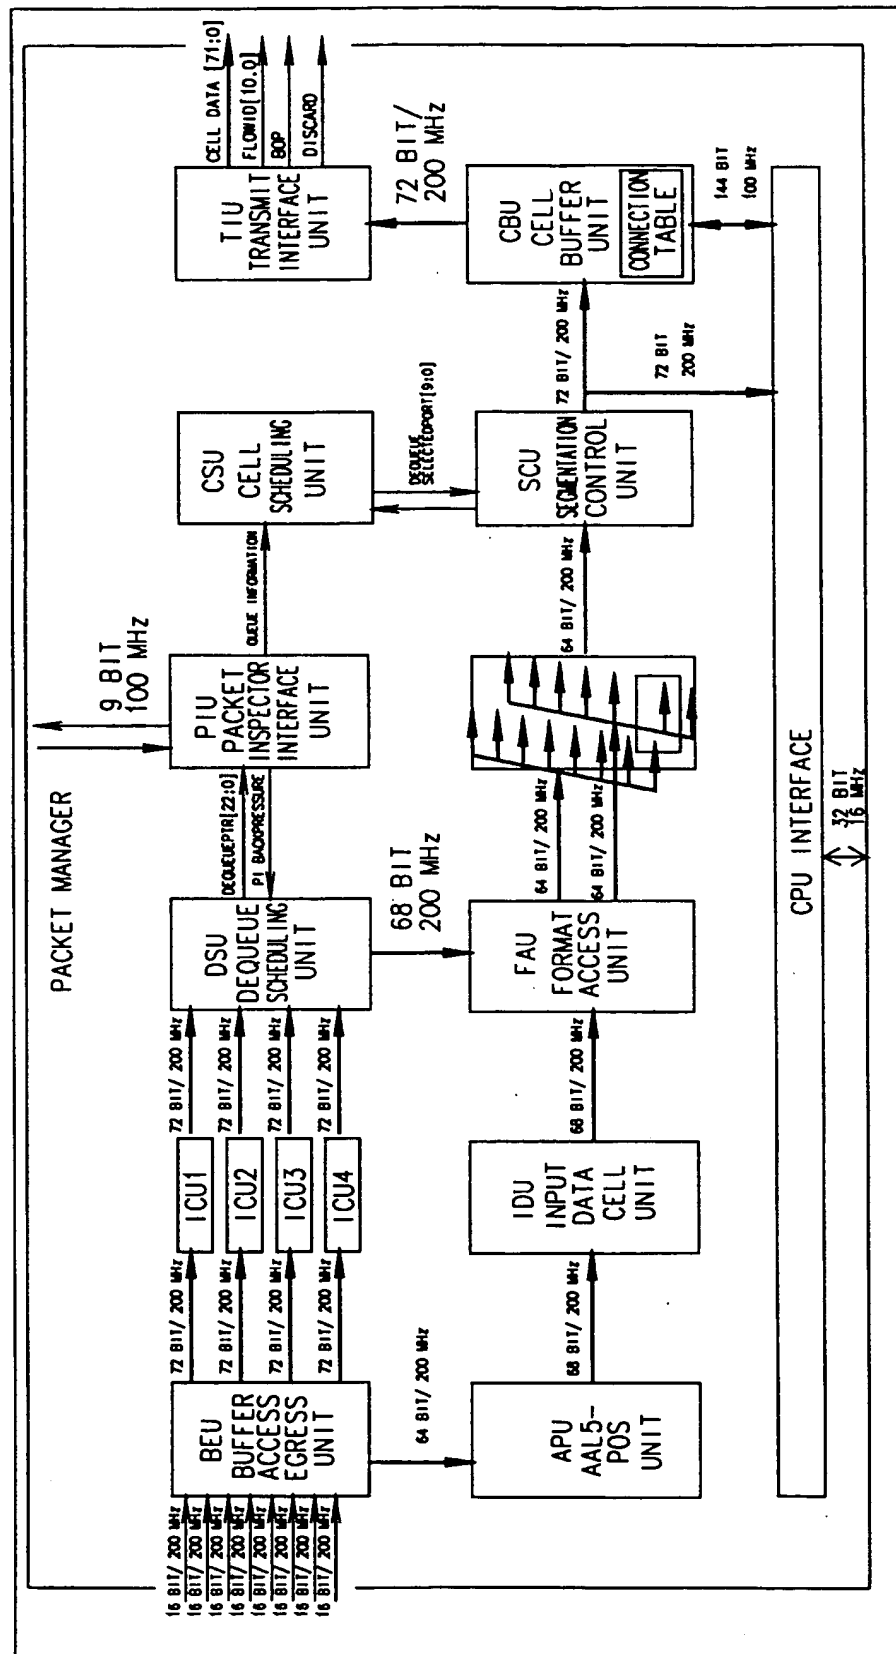 PACKET MANAGER
9 BIT
100 MHz
16 BIT/ 200 MHz
16 BIT/ 200 MHz
16 BIT/ 200 MHz
16 BIT/ 200 MHz
16 BIT/ 200 MHz
16 BIT/ 200 MHz
16 BIT/ 200 MHz
16 BIT/ 200 MHz
BEU
BUFFER
ACCESS
EGRESS
UNIT
72 BIT/ 200 MHz
72 BIT/ 200 MHz
72 BIT/ 200 MHz
72 BIT/ 200 MHz
ICU1
ICU2
ICU3
ICU4
72 BIT/ 200 MHz
72 BIT/ 200 MHz
72 BIT/ 200 MHz
72 BIT/ 200 MHz
DSU
DEQUEUE
SCHEDULING
UNIT
DEQUEUEPTR[22:0]
PI BACKPRESSURE
PIU
PACKET
INSPECTOR
INTERFACE
UNIT
QUEUE INFORMATION
CSU
CELL
SCHEDULING
UNIT
TIU
TRANSMIT
INTERFACE
UNIT
CELL DATA [71:0]
FLOWID[10.0]
BOP
DISCARD
64 BIT/ 200 MHz
68 BIT
200 MHz
DEQUEUE
SELECTEDPORT[9:0]
72 BIT/
200 MHz
APU
AAL5-
POS
UNIT
68 BIT/ 200 MHz
IDU
INPUT
DATA
CELL
UNIT
68 BIT/ 200 MHz
FAU
FORMAT
ACCESS
UNIT
64 BIT/ 200 MHz
64 BIT/ 200 MHz
64 BIT/ 200 MHz
SCU
SEGMENTATION
CONTROL
UNIT
72 BIT/ 200 MHz
72 BIT
200 MHz
CBU
CELL
BUFFER
UNIT
CONNECTION
TABLE
144 BIT
100 MHz
CPU INTERFACE
32 BIT
16 MHz